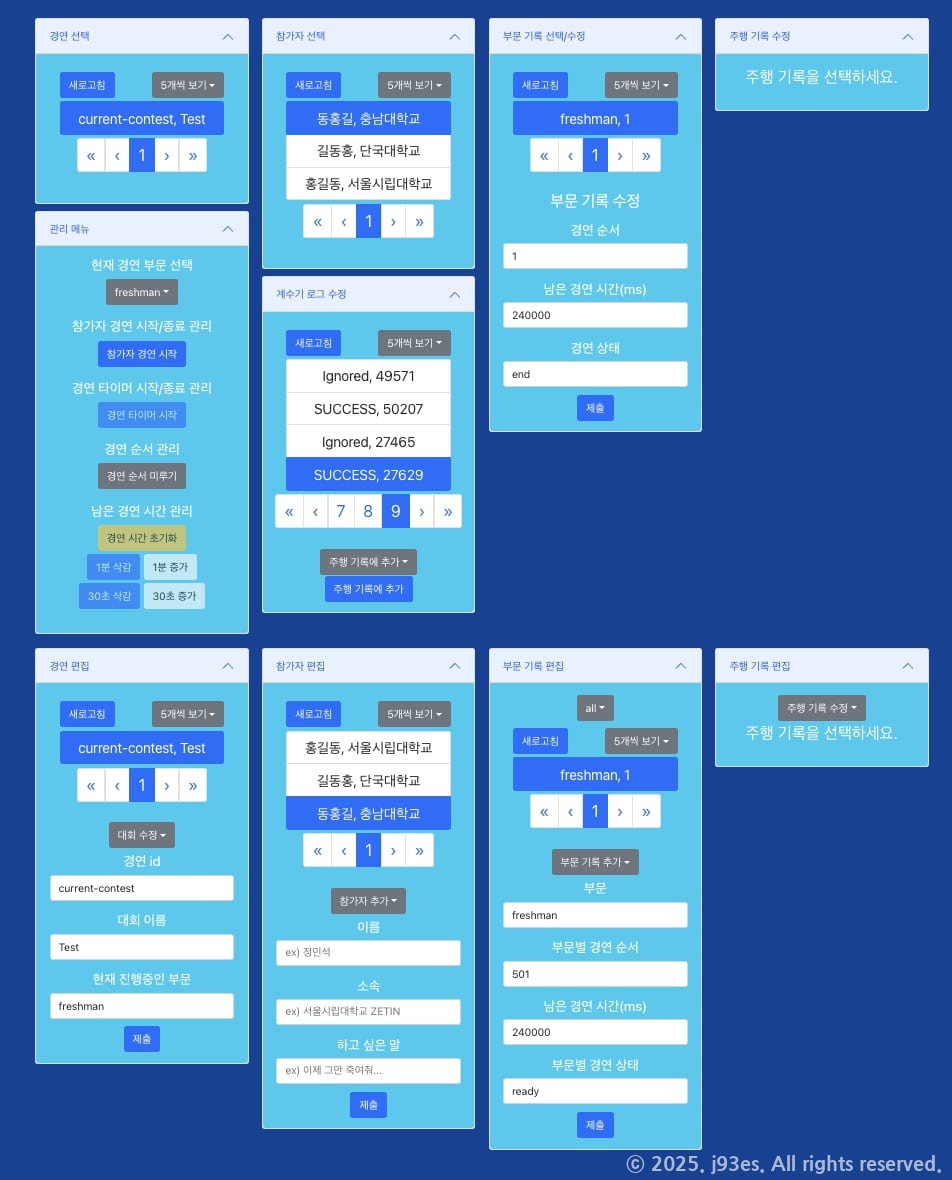 경연 선택
새로고침
5개씩 보기
current-contest, Test
« ‹ 1 › »
관리 메뉴
현재 경연 부문 선택
freshman
참가자 경연 시작/종료 관리
참가자 경연 시작
경연 타이머 시작/종료 관리
경연 타이머 시작
경연 순서 관리
경연 순서 미루기
남은 경연 시간 관리
경연 시간 초기화
1분 삭감
1분 증가
30초 삭감
30초 증가
참가자 선택
새로고침
5개씩 보기
동홍길, 충남대학교
길동홍, 단국대학교
홍길동, 서울시립대학교
« ‹ 1 › »
계수기 로그 수정
새로고침
5개씩 보기
Ignored, 49571
SUCCESS, 50207
Ignored, 27465
SUCCESS, 27629
« ‹ 7 8 9 › »
주행 기록에 추가
주행 기록에 추가
부문 기록 선택/수정
새로고침
5개씩 보기
freshman, 1
« ‹ 1 › »
부문 기록 수정
경연 순서
1
남은 경연 시간(ms)
240000
경연 상태
end
제출
주행 기록 수정
주행 기록을 선택하세요.
경연 편집
새로고침
5개씩 보기
current-contest, Test
« ‹ 1 › »
대회 수정
경연 id
current-contest
대회 이름
Test
현재 진행중인 부문
freshman
제출
참가자 편집
새로고침
5개씩 보기
홍길동, 서울시립대학교
길동홍, 단국대학교
동홍길, 충남대학교
« ‹ 1 › »
참가자 추가
이름
ex) 정민석
소속
ex) 서울시립대학교 ZETIN
하고 싶은 말
ex) 이제 그만 죽여줘...
제출
부문 기록 편집
all
새로고침
5개씩 보기
freshman, 1
« ‹ 1 › »
부문 기록 추가
부문
freshman
부문별 경연 순서
501
남은 경연 시간(ms)
240000
부문별 경연 상태
ready
제출
주행 기록 편집
주행 기록 수정
주행 기록을 선택하세요.
ⓒ 2025. j93es. All rights reserved.